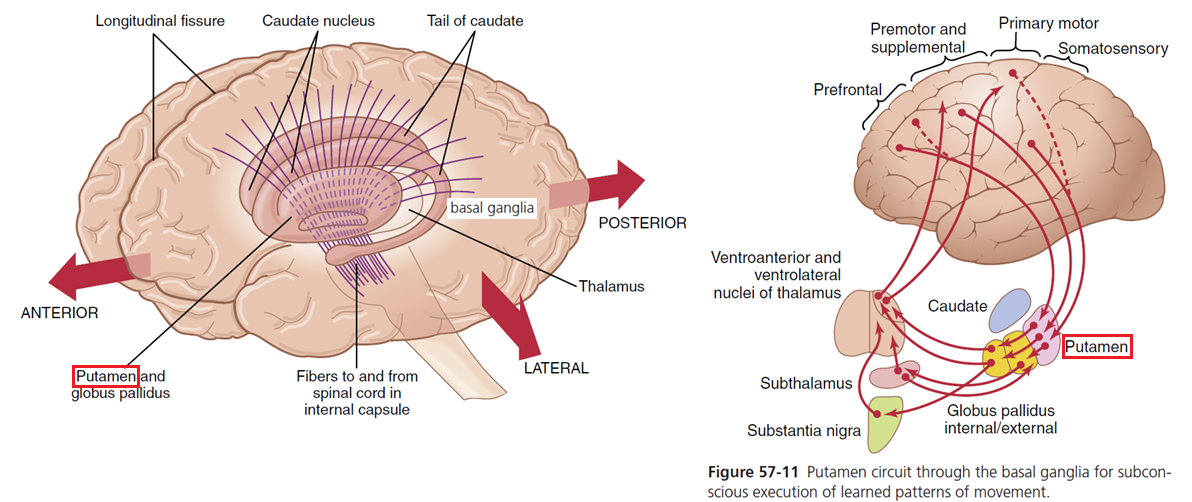 Longitudinal fissure
Caudate nucleus
Tail of caudate
basal ganglia
POSTERIOR
Thalamus
ANTERIOR
LATERAL
Putamen and
globus pallidus
Fibers to and from
spinal cord in
internal capsule
Primary motor
Premotor and
supplemental
Somatosensory
Prefrontal
Ventroanterior and
ventrolateral
nuclei of thalamus
Caudate
Putamen
Subthalamus
Globus pallidus
internal/external
Substantia nigra
Figure 57-11 Putamen circuit through the basal ganglia for subcon-
scious execution of learned patterns of movement.